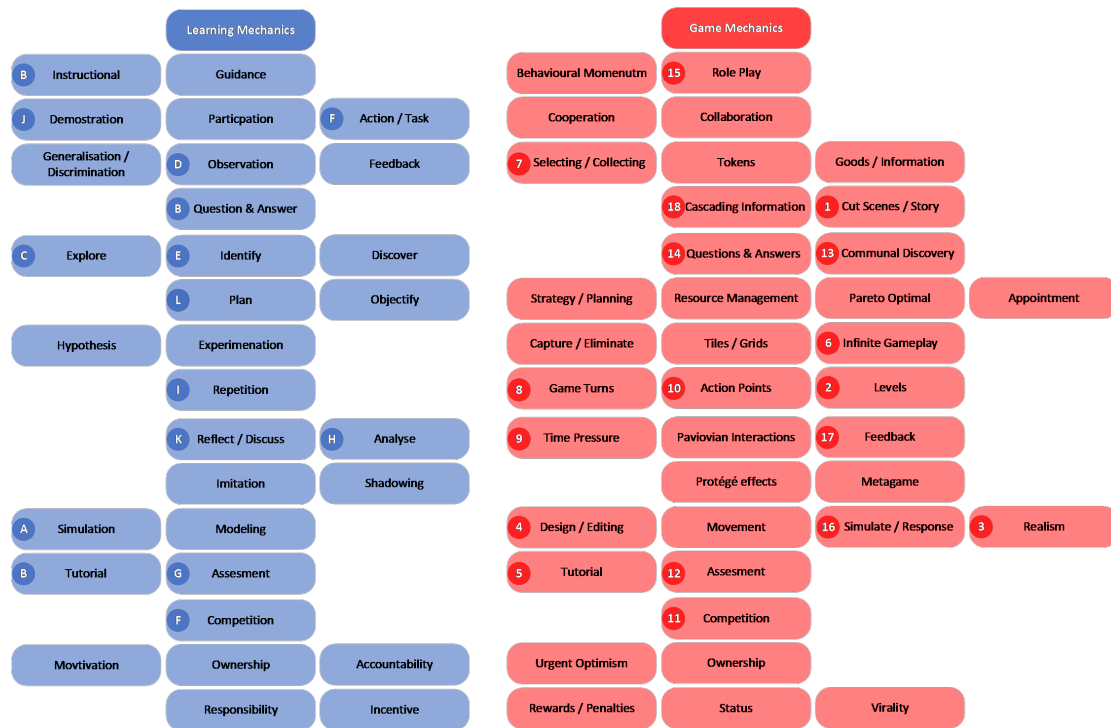 Learning Mechanics
B Instructional
Guidance
J Demostration
Particpation
F Action / Task
Generalisation /
Discrimination
D Observation
Feedback
B Question & Answer
C Explore
E Identify
Discover
L Plan
Objectify
Hypothesis
Experimenation
I Repetition
K Reflect / Discuss
H Analyse
Imitation
Shadowing
A Simulation
Modeling
B Tutorial
G Assesment
F Competition
Movtivation
Ownership
Accountability
Responsibility
Incentive
Game Mechanics
Behavioural Momenutm
15 Role Play
Cooperation
Collaboration
7 Selecting / Collecting
Tokens
Goods / Information
18 Cascading Information
1 Cut Scenes / Story
14 Questions & Answers
13 Communal Discovery
Strategy / Planning
Resource Management
Pareto Optimal
Appointment
Capture / Eliminate
Tiles / Grids
6 Infinite Gameplay
8 Game Turns
10 Action Points
2 Levels
9 Time Pressure
Paviovian Interactions
17 Feedback
Protégé effects
Metagame
4 Design / Editing
Movement
16 Simulate / Response
3 Realism
5 Tutorial
12 Assesment
11 Competition
Urgent Optimism
Ownership
Rewards / Penalties
Status
Virality